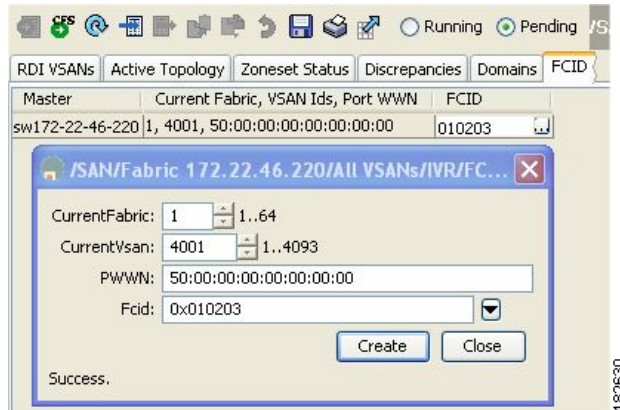 CFS Running Pending
RDI VSANs Active Topology Zoneset Status Discrepancies Domains FCID
Master Current Fabric, VSAN Ids, Port WWN FCID
sw172-22-46-220 1, 4001, 50:00:00:00:00:00:00:00 010203 ...
/SAN/Fabric 172.22.46.220/All VSANs/IVR/FC...
CurrentFabric: 1 1..64
CurrentVsan: 4001 1..4093
PWWN: 50:00:00:00:00:00:00:00
Fcid: 0x010203
Create Close
Success.
182639